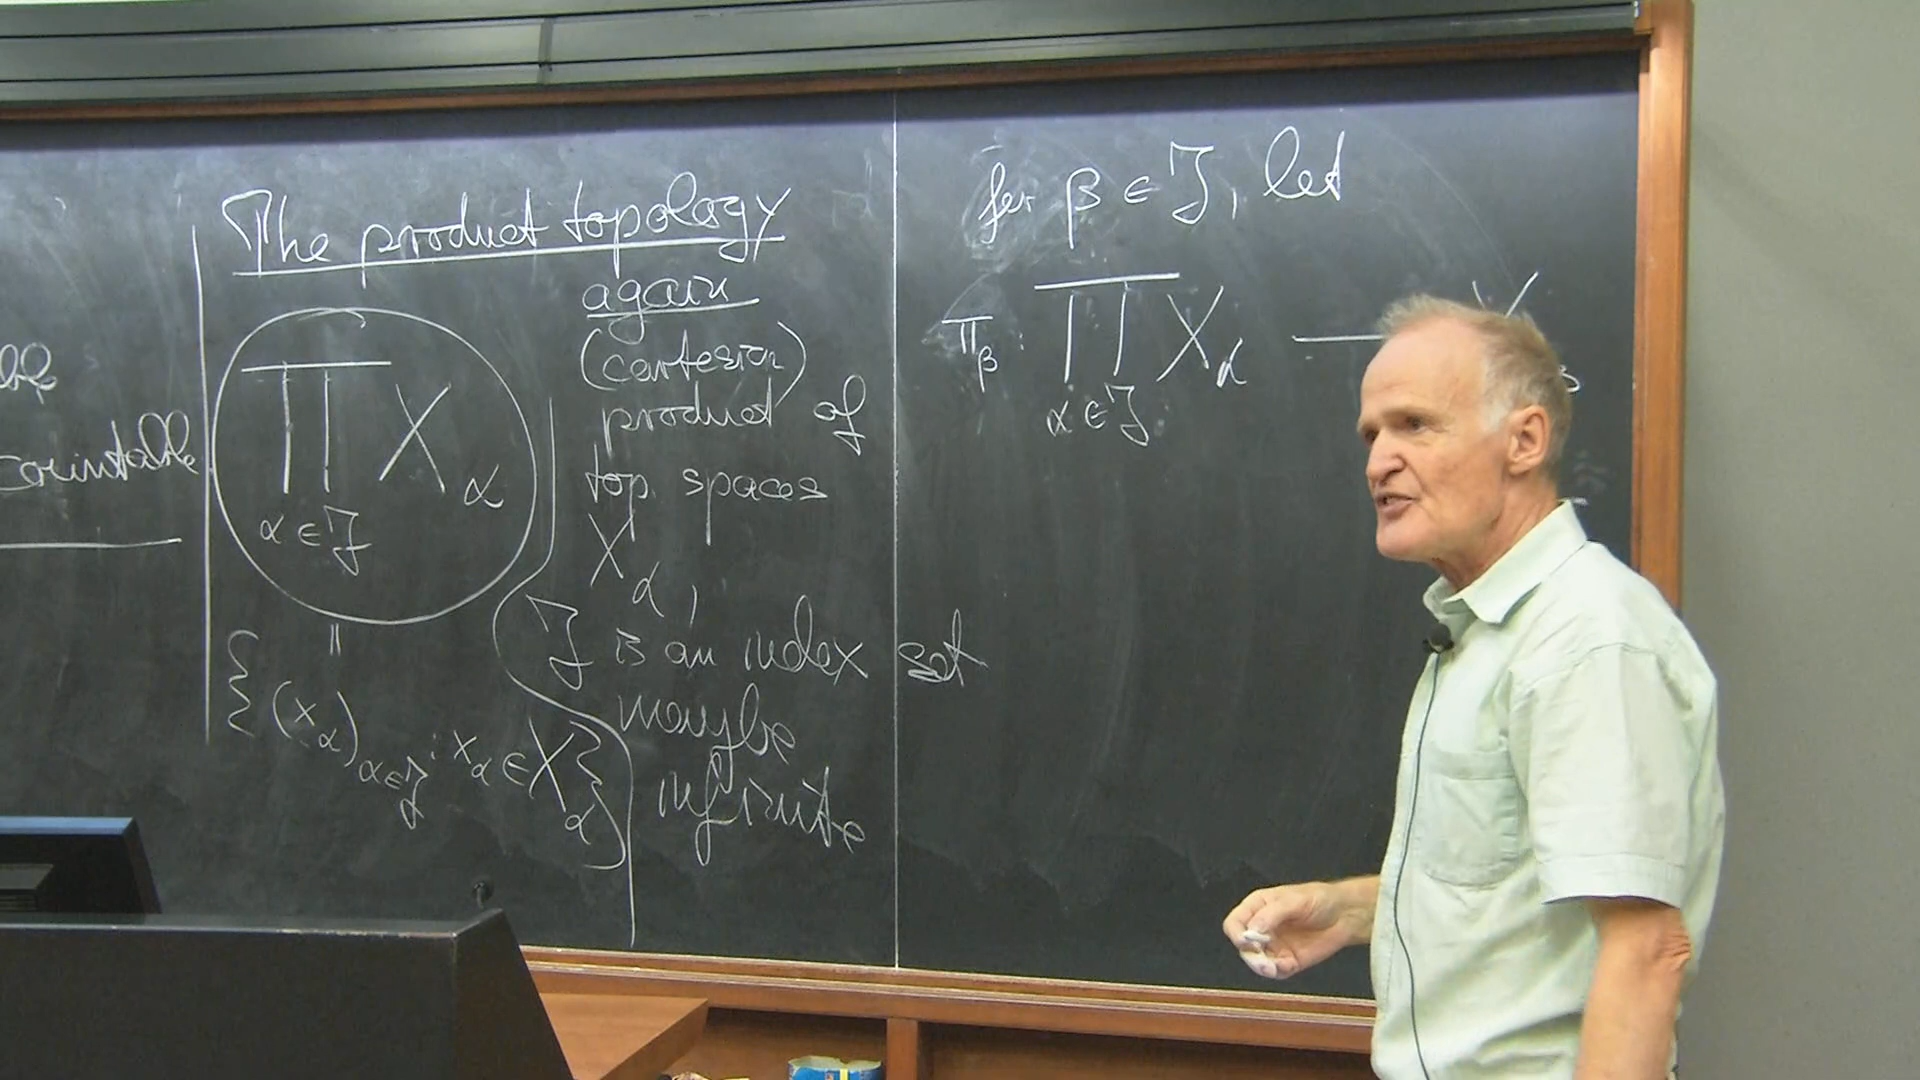 countable
The product topology
again
(cartesian)
product of
top. spaces
X_α,
J is an index set
maybe
infinite
∏ X_α
α∈J
=
{(x_α)_{α∈J} : x_α ∈ X_α}
for β ∈ J, let
π_β : ∏ X_α —
α∈J